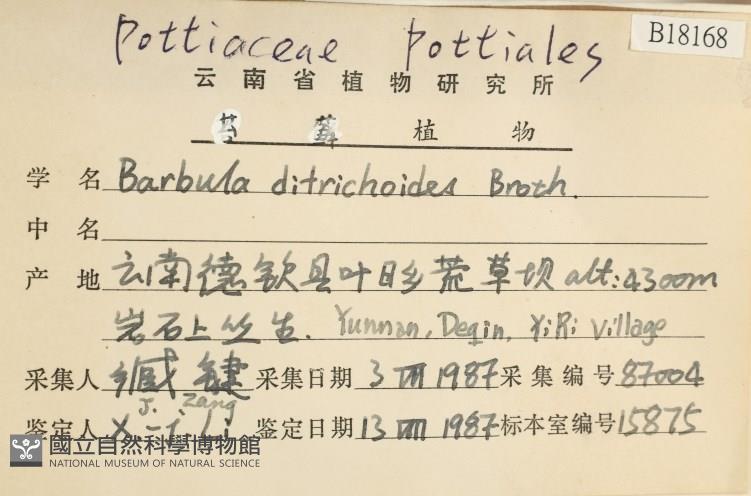 Pottiaceae Pottiales
B18168
云南省植物研究所
苔藓植物
学名 Barbula ditrichoides Broth.
中名
产地 云南德钦县叶日乡荒草坝 alt: 4300m
岩石上丛生. Yunnan, Deqin, YiRi Village
采集人 臧键 采集日期 3 VIII 1987 采集编号 87004
J. Zang
鉴定人 X-J Li 鉴定日期 13 VIII 1987 标本室编号 15875
國立自然科學博物館
NATIONAL MUSEUM OF NATURAL SCIENCE